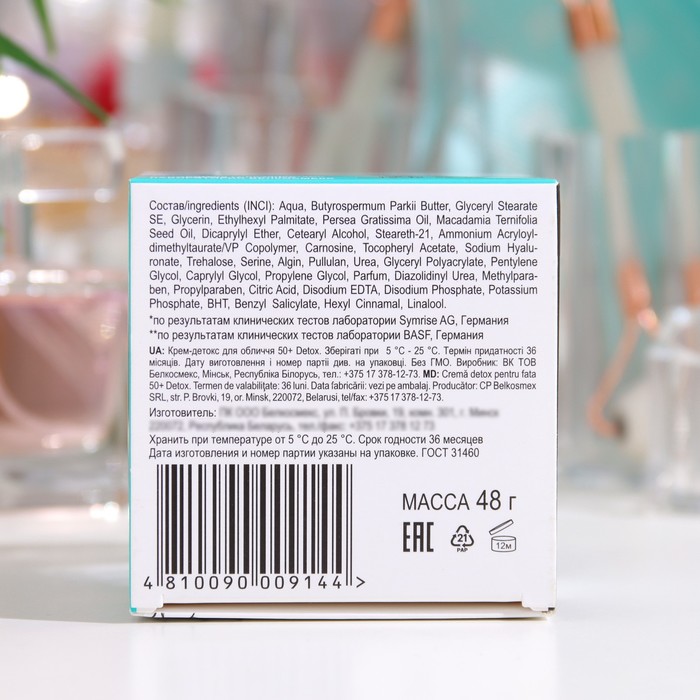 Состав/ingredients (INCI): Aqua, Butyrospermum Parkii Butter, Glyceryl Stearate
SE, Glycerin, Ethylhexyl Palmitate, Persea Gratissima Oil, Macadamia Ternifolia
Seed Oil, Dicaprylyl Ether, Cetearyl Alcohol, Steareth-21, Ammonium Acryloyl-
dimethyltaurate/VP Copolymer, Carnosine, Tocopheryl Acetate, Sodium Hyalu-
ronate, Trehalose, Serine, Algin, Pullulan, Urea, Glyceryl Polyacrylate, Pentylene
Glycol, Caprylyl Glycol, Propylene Glycol, Parfum, Diazolidinyl Urea, Methylpara-
ben, Propylparaben, Citric Acid, Disodium EDTA, Disodium Phosphate, Potassium
Phosphate, BHT, Benzyl Salicylate, Hexyl Cinnamal, Linalool.
*по результатам клинических тестов лаборатории Symrise AG, Германия
**по результатам клинических тестов лаборатории BASF, Германия
UA: Крем-детокс для обличчя 50+ Detox. Зберігаті при 5 °C - 25 °C. Термін придатності 36
місяців. Дату виготовлення і номер партії див. на упаковці. Без ГМО. Виробник: ВК ТОВ
Белкосмекс, Мінськ, Республіка Білорусь, тел.: +375 17 378-12-73. MD: Cremă detox pentru fata
50+ Detox. Termen de valabilițate: 36 luni. Data fabricării: vezi pe ambalaj. Producător: CP Belkosmex
SRL, str. P. Brovki, 19, or. Minsk, 220072, Belarusi, tel/fax: +375 17 378-12-73
Изготовитель:
Хранить при температуре от 5 °C до 25 °C. Срок годности 36 месяцев
Дата изготовления и номер партии указаны на упаковке. ГОСТ 31460
МАССА 48 г
EAC 21 PAP 12м
4 810090 009144 >